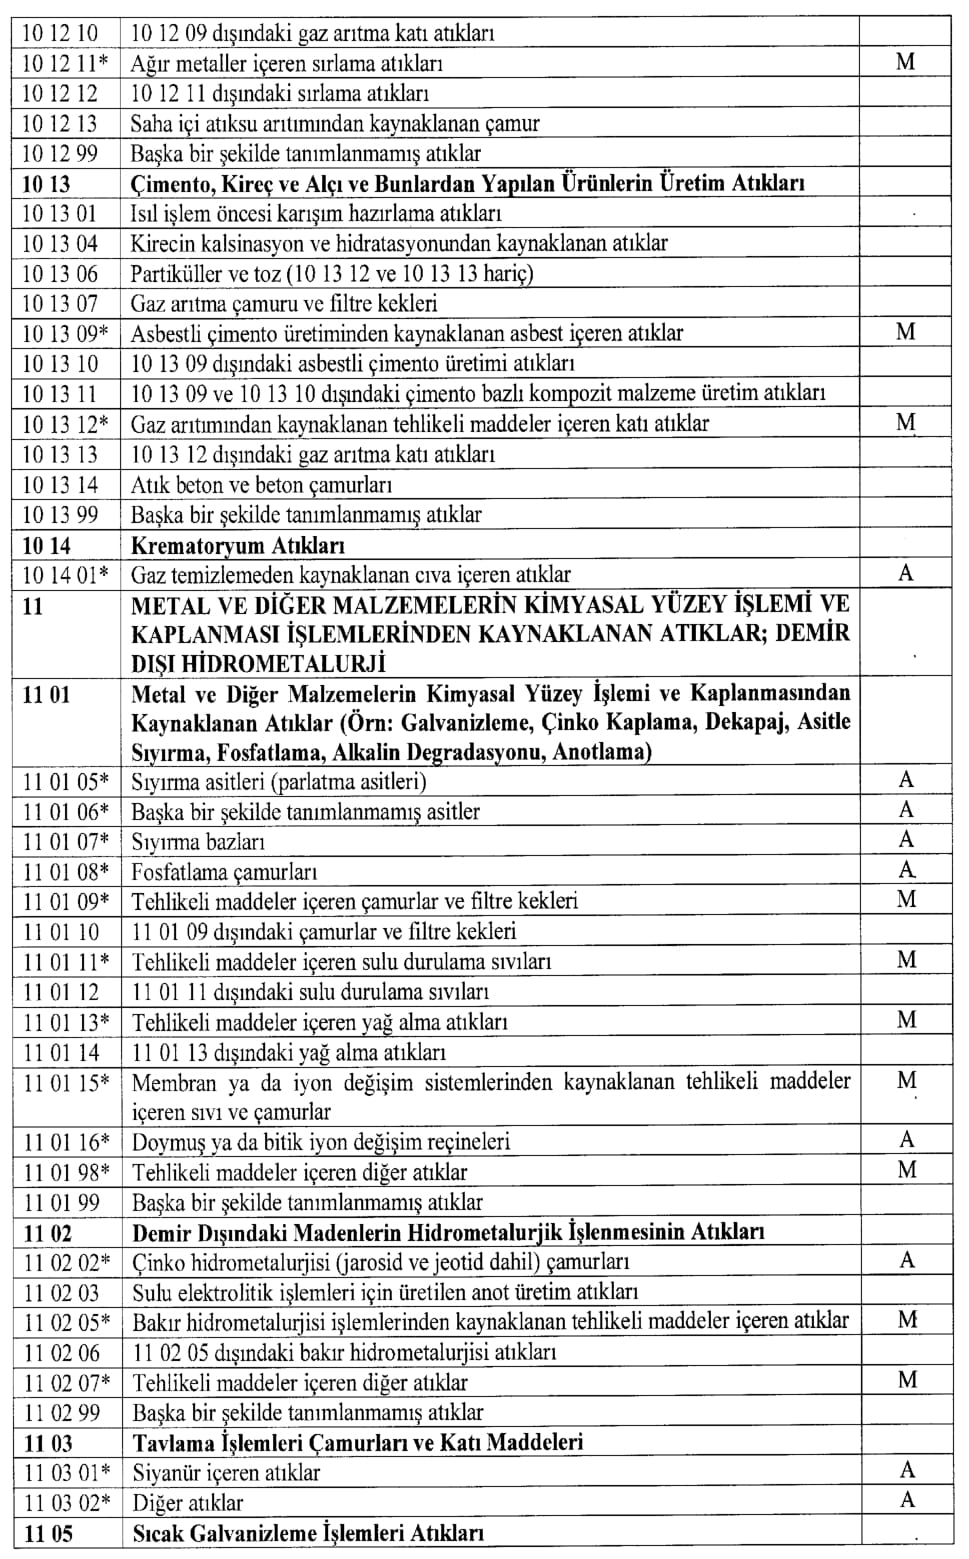 10 12 10 10 12 09 dışındaki gaz arıtma katı atıkları
10 12 11* Ağır metaller içeren sırlama atıkları M
10 12 12 10 12 11 dışındaki sırlama atıkları
10 12 13 Saha içi atıksu arıtımından kaynaklanan çamur
10 12 99 Başka bir şekilde tanımlanmamış atıklar
10 13 Çimento, Kireç ve Alçı ve Bunlardan Yapılan Ürünlerin Üretim Atıkları
10 13 01 Isıl işlem öncesi karışım hazırlama atıkları
10 13 04 Kirecin kalsinasyon ve hidratasyonundan kaynaklanan atıklar
10 13 06 Partiküller ve toz (10 13 12 ve 10 13 13 hariç)
10 13 07 Gaz arıtma çamuru ve filtre kekleri
10 13 09* Asbestli çimento üretiminden kaynaklanan asbest içeren atıklar M
10 13 10 10 13 09 dışındaki asbestli çimento üretimi atıkları
10 13 11 10 13 09 ve 10 13 10 dışındaki çimento bazlı kompozit malzeme üretim atıkları
10 13 12* Gaz arıtımından kaynaklanan tehlikeli maddeler içeren katı atıklar M
10 13 13 10 13 12 dışındaki gaz arıtma katı atıkları
10 13 14 Atık beton ve beton çamurları
10 13 99 Başka bir şekilde tanımlanmamış atıklar
10 14 Krematoryum Atıkları
10 14 01* Gaz temizlemeden kaynaklanan cıva içeren atıklar A
11 METAL VE DİĞER MALZEMELERİN KİMYASAL YÜZEY İŞLEMİ VE
KAPLANMASI İŞLEMLERİNDEN KAYNAKLANAN ATIKLAR; DEMİR
DIŞI HİDROMETALURJİ
11 01 Metal ve Diğer Malzemelerin Kimyasal Yüzey İşlemi ve Kaplanmasından
Kaynaklanan Atıklar (Örn: Galvanizleme, Çinko Kaplama, Dekapaj, Asitle
Sıyırma, Fosfatlama, Alkalin Degradasyonu, Anotlama)
11 01 05* Sıyırma asitleri (parlatma asitleri) A
11 01 06* Başka bir şekilde tanımlanmamış asitler A
11 01 07* Sıyırma bazları A
11 01 08* Fosfatlama çamurları A
11 01 09* Tehlikeli maddeler içeren çamurlar ve filtre kekleri M
11 01 10 11 01 09 dışındaki çamurlar ve filtre kekleri
11 01 11* Tehlikeli maddeler içeren sulu durulama sıvıları M
11 01 12 11 01 11 dışındaki sulu durulama sıvıları
11 01 13* Tehlikeli maddeler içeren yağ alma atıkları M
11 01 14 11 01 13 dışındaki yağ alma atıkları
11 01 15* Membran ya da iyon değişim sistemlerinden kaynaklanan tehlikeli maddeler M
içeren sıvı ve çamurlar
11 01 16* Doymuş ya da bitik iyon değişim reçineleri A
11 01 98* Tehlikeli maddeler içeren diğer atıklar M
11 01 99 Başka bir şekilde tanımlanmamış atıklar
11 02 Demir Dışındaki Madenlerin Hidrometalurjik İşlenmesinin Atıkları
11 02 02* Çinko hidrometalurjisi (jarosid ve jeotid dahil) çamurları A
11 02 03 Sulu elektrolitik işlemleri için üretilen anot üretim atıkları
11 02 05* Bakır hidrometalurjisi işlemlerinden kaynaklanan tehlikeli maddeler içeren atıklar M
11 02 06 11 02 05 dışındaki bakır hidrometalurjisi atıkları
11 02 07* Tehlikeli maddeler içeren diğer atıklar M
11 02 99 Başka bir şekilde tanımlanmamış atıklar
11 03 Tavlama İşlemleri Çamurları ve Katı Maddeleri
11 03 01* Siyanür içeren atıklar A
11 03 02* Diğer atıklar A
11 05 Sıcak Galvanizleme İşlemleri Atıkları